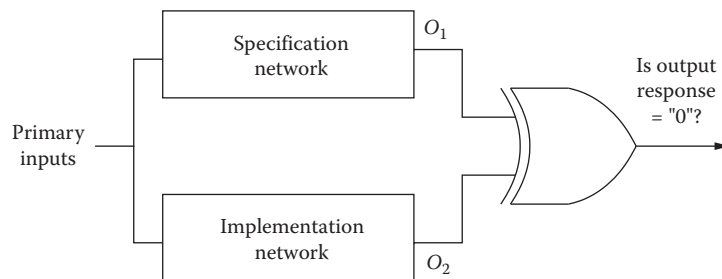 Specification
network
O1
Is output
response
= "0"?
Primary
inputs
Implementation
network
O2